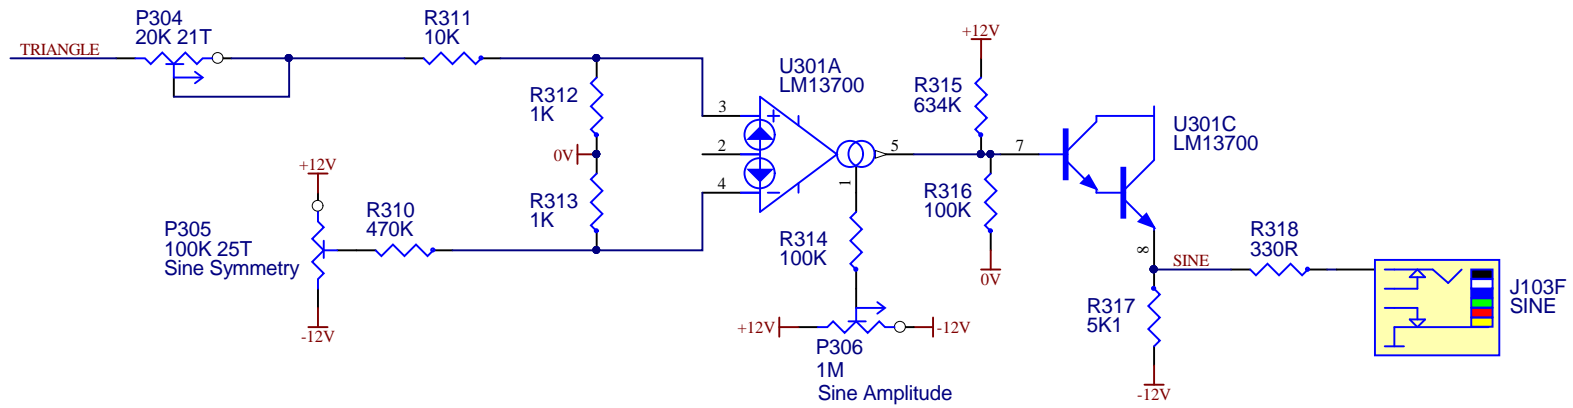 TRIANGLE
P304
20K 21T
R311
10K
R312
1K
0V
R313
1K
+12V
P305
100K 25T
Sine Symmetry
-12V
R310
470K
U301A
LM13700
3
2
4
1
5
R314
100K
+12V
-12V
P306
1M
Sine Amplitude
+12V
R315
634K
R316
100K
0V
7
U301C
LM13700
8
SINE
R317
5K1
-12V
R318
330R
J103F
SINE